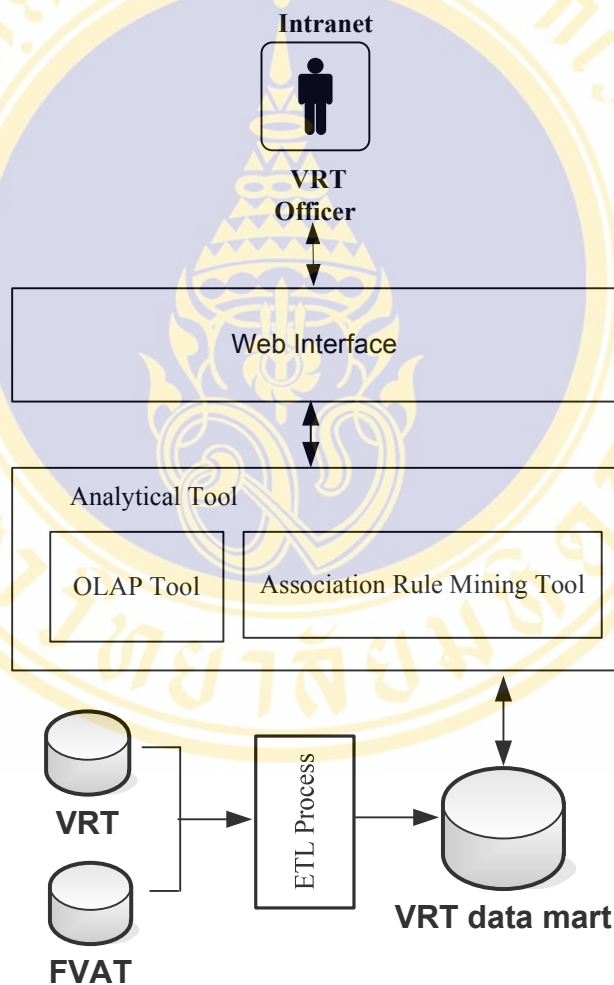 Intranet
VRT
Officer
Web Interface
Analytical Tool
OLAP Tool
Association Rule Mining Tool
VRT
ETL Process
FVAT
VRT data mart